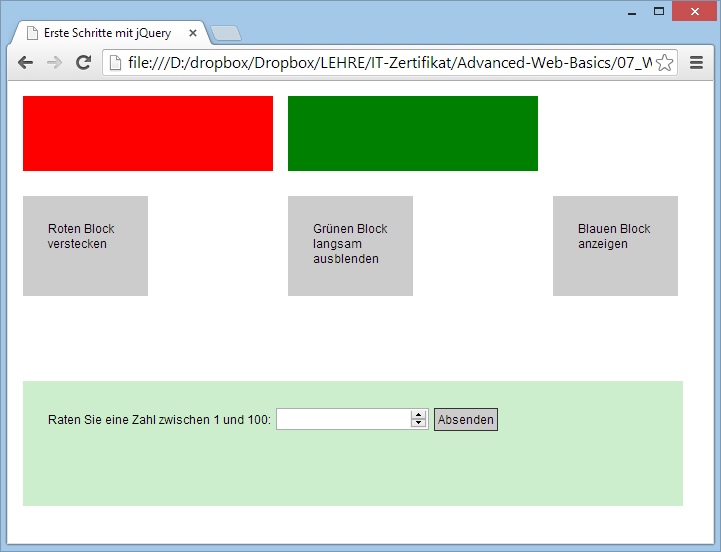 Erste Schritte mit jQuery
file:///D:/dropbox/Dropbox/LEHRE/IT-Zertifikat/Advanced-Web-Basics/07_W
Roten Block
verstecken
Grünen Block
langsam
ausblenden
Blauen Block
anzeigen
Raten Sie eine Zahl zwischen 1 und 100:
Absenden